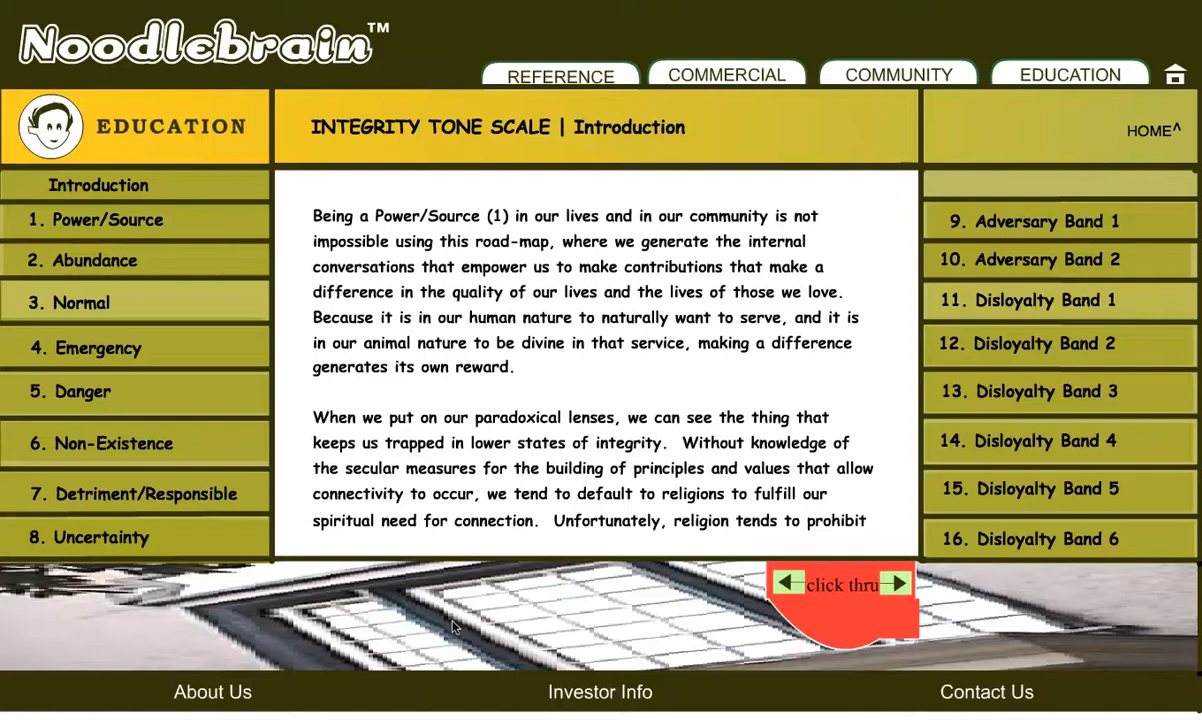 Noodlebrain™
REFERENCE
COMMERCIAL
COMMUNITY
EDUCATION
EDUCATION
INTEGRITY TONE SCALE | Introduction
HOME^
Introduction
1. Power/Source
2. Abundance
3. Normal
4. Emergency
5. Danger
6. Non-Existence
7. Detriment/Responsible
8. Uncertainty
Being a Power/Source (1) in our lives and in our community is not
impossible using this road-map, where we generate the internal
conversations that empower us to make contributions that make a
difference in the quality of our lives and the lives of those we love.
Because it is in our human nature to naturally want to serve, and it is
in our animal nature to be divine in that service, making a difference
generates its own reward.
When we put on our paradoxical lenses, we can see the thing that
keeps us trapped in lower states of integrity. Without knowledge of
the secular measures for the building of principles and values that allow
connectivity to occur, we tend to default to religions to fulfill our
spiritual need for connection. Unfortunately, religion tends to prohibit
9. Adversary Band 1
10. Adversary Band 2
11. Disloyalty Band 1
12. Disloyalty Band 2
13. Disloyalty Band 3
14. Disloyalty Band 4
15. Disloyalty Band 5
16. Disloyalty Band 6
click thru
About Us
Investor Info
Contact Us